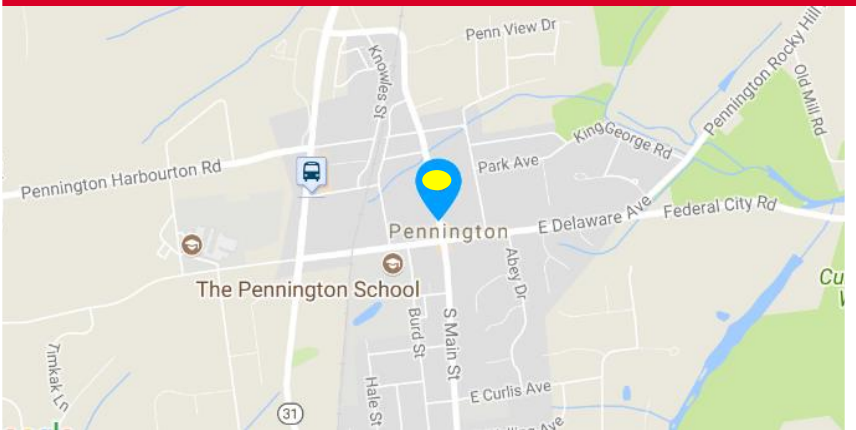 Penn View Dr
Knowles St
Pennington Rocky Hill
Old Mill Rd
KingGeorge Rd
Park Ave
Pennington Harbourton Rd
E Delaware Ave
Federal City Rd
Pennington
The Pennington School
Abey Dr
Burd St
S Main St
Timkak Ln
Hale St
E Curlis Ave
31
Ave